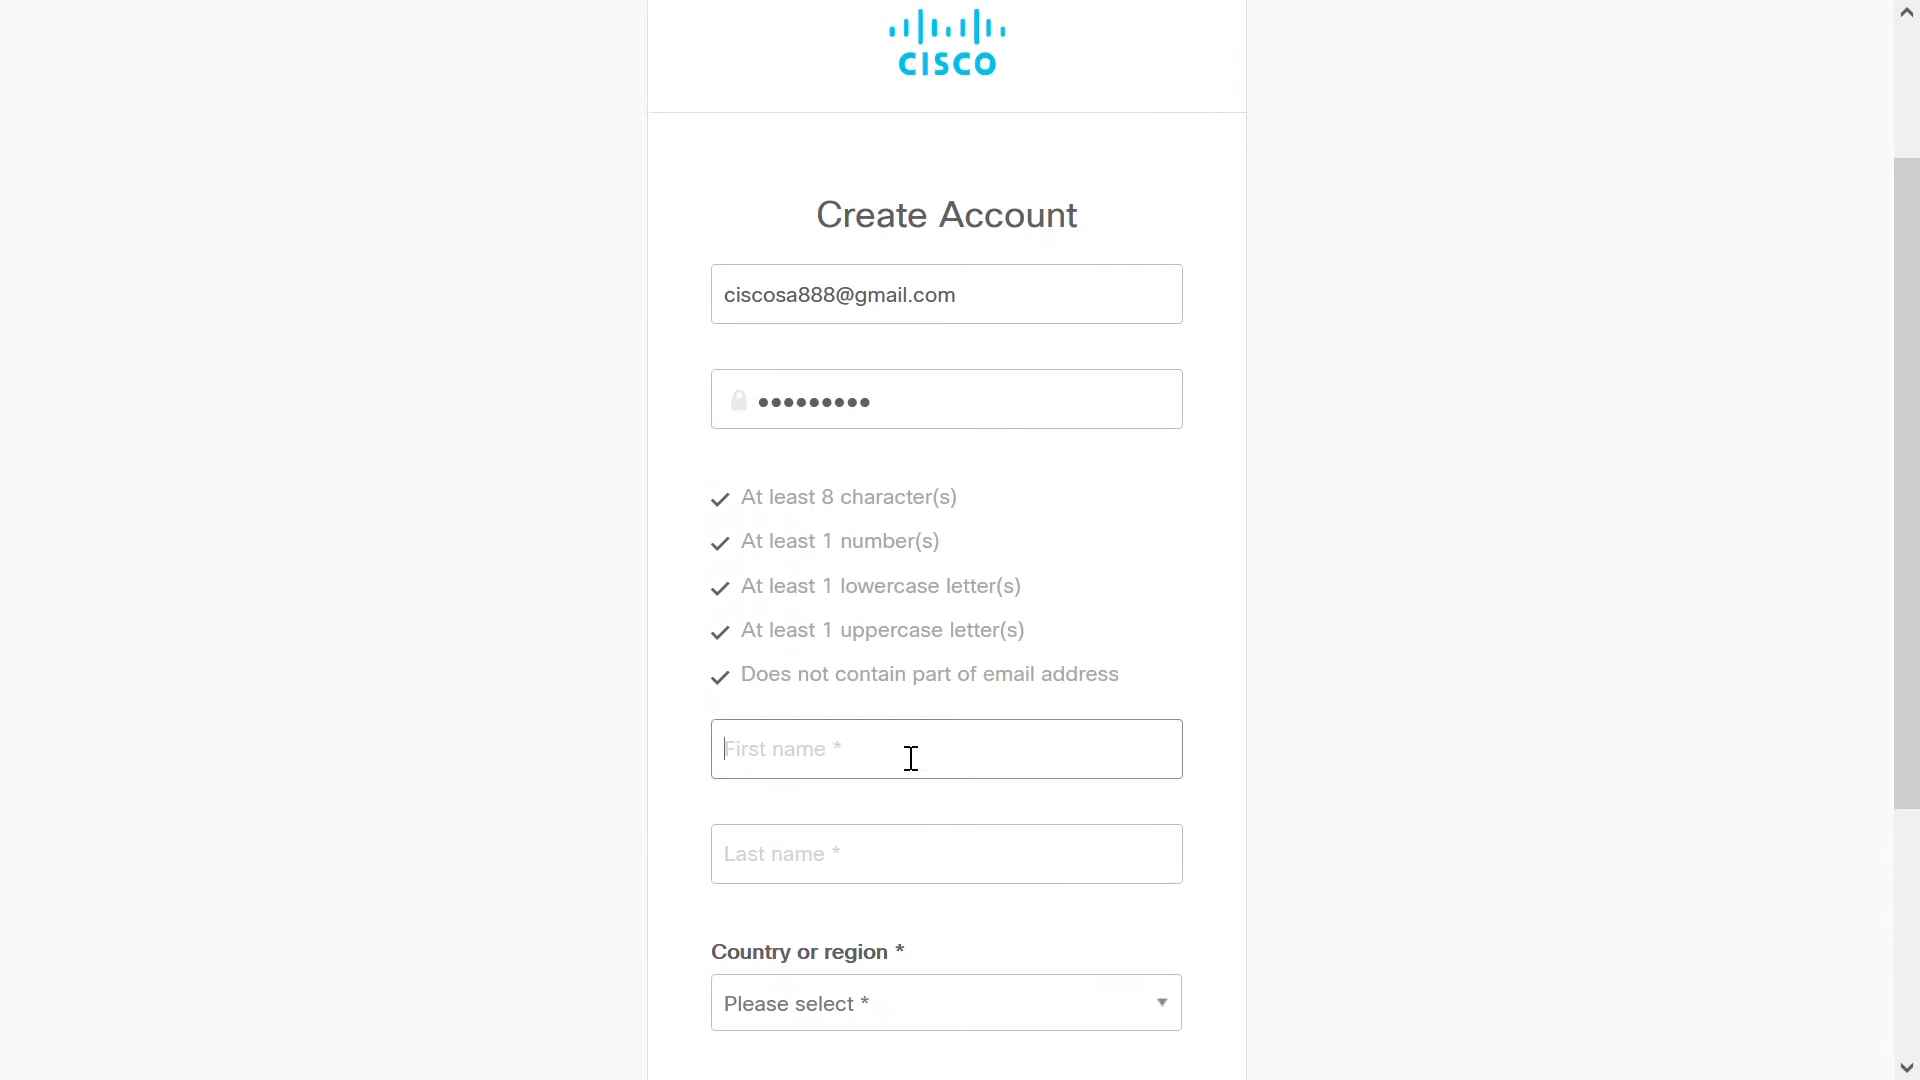 CISCO
Create Account
ciscosa888@gmail.com
•••••••••
At least 8 character(s)
At least 1 number(s)
At least 1 lowercase letter(s)
At least 1 uppercase letter(s)
Does not contain part of email address
First name *
Last name *
Country or region *
Please select *